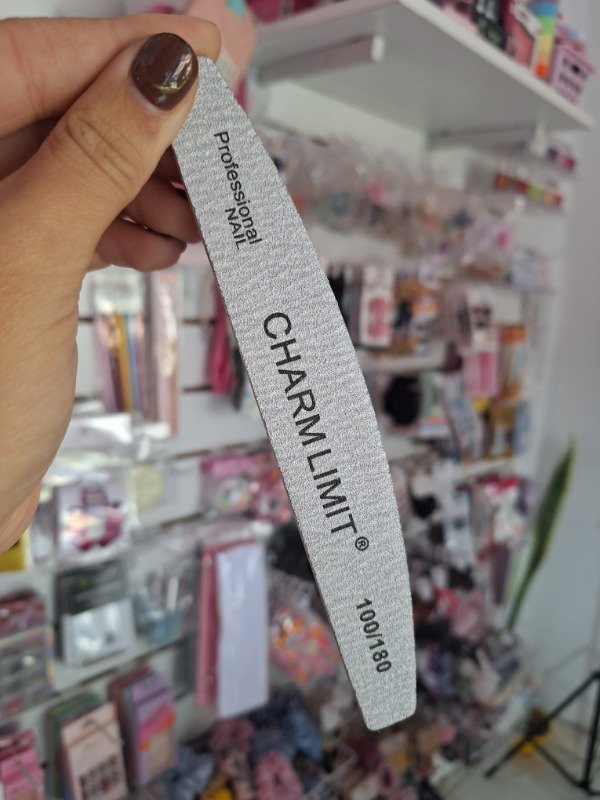 Professional
NAIL
CHARM LIMIT®
100/180